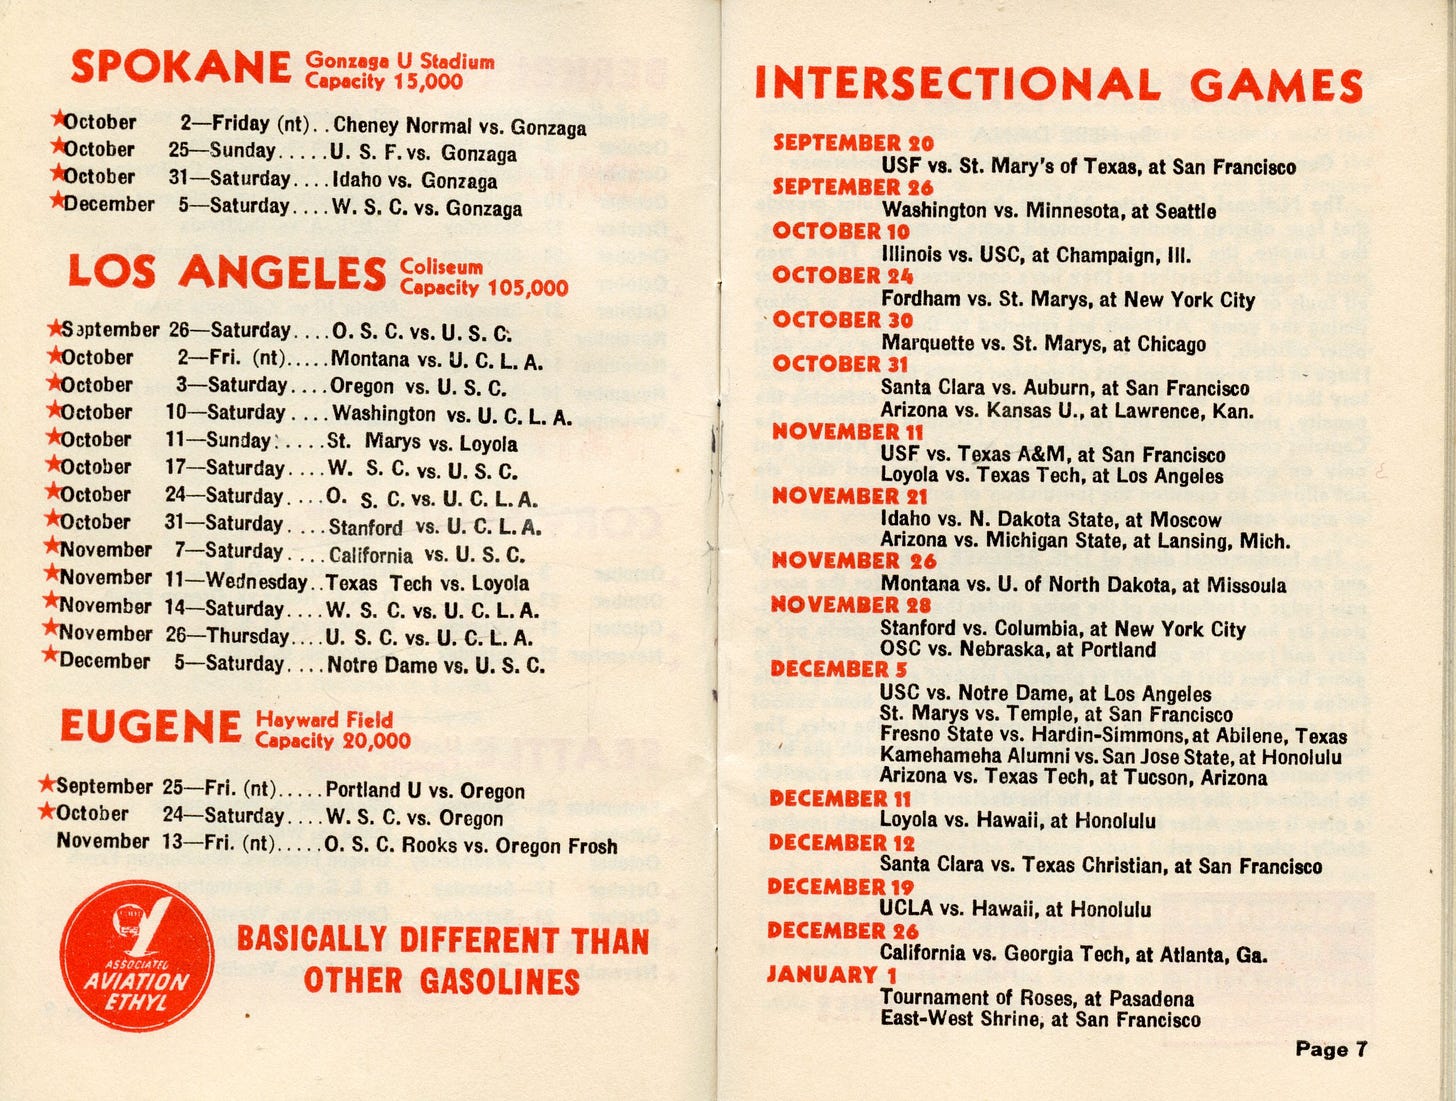 SPOKANE Gonzaga U Stadium
Capacity 15,000
★October 2—Friday (nt)..Cheney Normal vs. Gonzaga
★October 25—Sunday.....U. S. F. vs. Gonzaga
★October 31—Saturday....Idaho vs. Gonzaga
★December 5—Saturday....W. S. C. vs. Gonzaga
LOS ANGELES Coliseum
Capacity 105,000
★September 26—Saturday....O. S. C. vs. U. S. C.
★October 2—Fri. (nt).....Montana vs. U. C. L. A.
★October 3—Saturday....Oregon vs. U. S. C.
★October 10—Saturday....Washington vs. U. C. L. A.
★October 11—Sunday.....St. Marys vs. Loyola
★October 17—Saturday....W. S. C. vs. U. S. C.
★October 24—Saturday....O. S. C. vs. U. C. L. A.
★October 31—Saturday....Stanford vs. U. C. L. A.
★November 7—Saturday....California vs. U. S. C.
★November 11—Wednesday..Texas Tech vs. Loyola
★November 14—Saturday....W. S. C. vs. U. C. L. A.
★November 26—Thursday....U. S. C. vs. U. C. L. A.
★December 5—Saturday....Notre Dame vs. U. S. C.
EUGENE Hayward Field
Capacity 20,000
★September 25—Fri. (nt).....Portland U vs. Oregon
★October 24—Saturday....W. S. C. vs. Oregon
November 13—Fri. (nt).....O. S. C. Rooks vs. Oregon Frosh
ASSOCIATED
AVIATION
ETHYL
BASICALLY DIFFERENT THAN
OTHER GASOLINES
INTERSECTIONAL GAMES
SEPTEMBER 20
USF vs. St. Mary's of Texas, at San Francisco
SEPTEMBER 26
Washington vs. Minnesota, at Seattle
OCTOBER 10
Illinois vs. USC, at Champaign, Ill.
OCTOBER 24
Fordham vs. St. Marys, at New York City
OCTOBER 30
Marquette vs. St. Marys, at Chicago
OCTOBER 31
Santa Clara vs. Auburn, at San Francisco
Arizona vs. Kansas U., at Lawrence, Kan.
NOVEMBER 11
USF vs. Texas A&M, at San Francisco
Loyola vs. Texas Tech, at Los Angeles
NOVEMBER 21
Idaho vs. N. Dakota State, at Moscow
Arizona vs. Michigan State, at Lansing, Mich.
NOVEMBER 26
Montana vs. U. of North Dakota, at Missoula
NOVEMBER 28
Stanford vs. Columbia, at New York City
OSC vs. Nebraska, at Portland
DECEMBER 5
USC vs. Notre Dame, at Los Angeles
St. Marys vs. Temple, at San Francisco
Fresno State vs. Hardin-Simmons, at Abilene, Texas
Kamehameha Alumni vs. San Jose State, at Honolulu
Arizona vs. Texas Tech, at Tucson, Arizona
DECEMBER 11
Loyola vs. Hawaii, at Honolulu
DECEMBER 12
Santa Clara vs. Texas Christian, at San Francisco
DECEMBER 19
UCLA vs. Hawaii, at Honolulu
DECEMBER 26
California vs. Georgia Tech, at Atlanta, Ga.
JANUARY 1
Tournament of Roses, at Pasadena
East-West Shrine, at San Francisco
Page 7